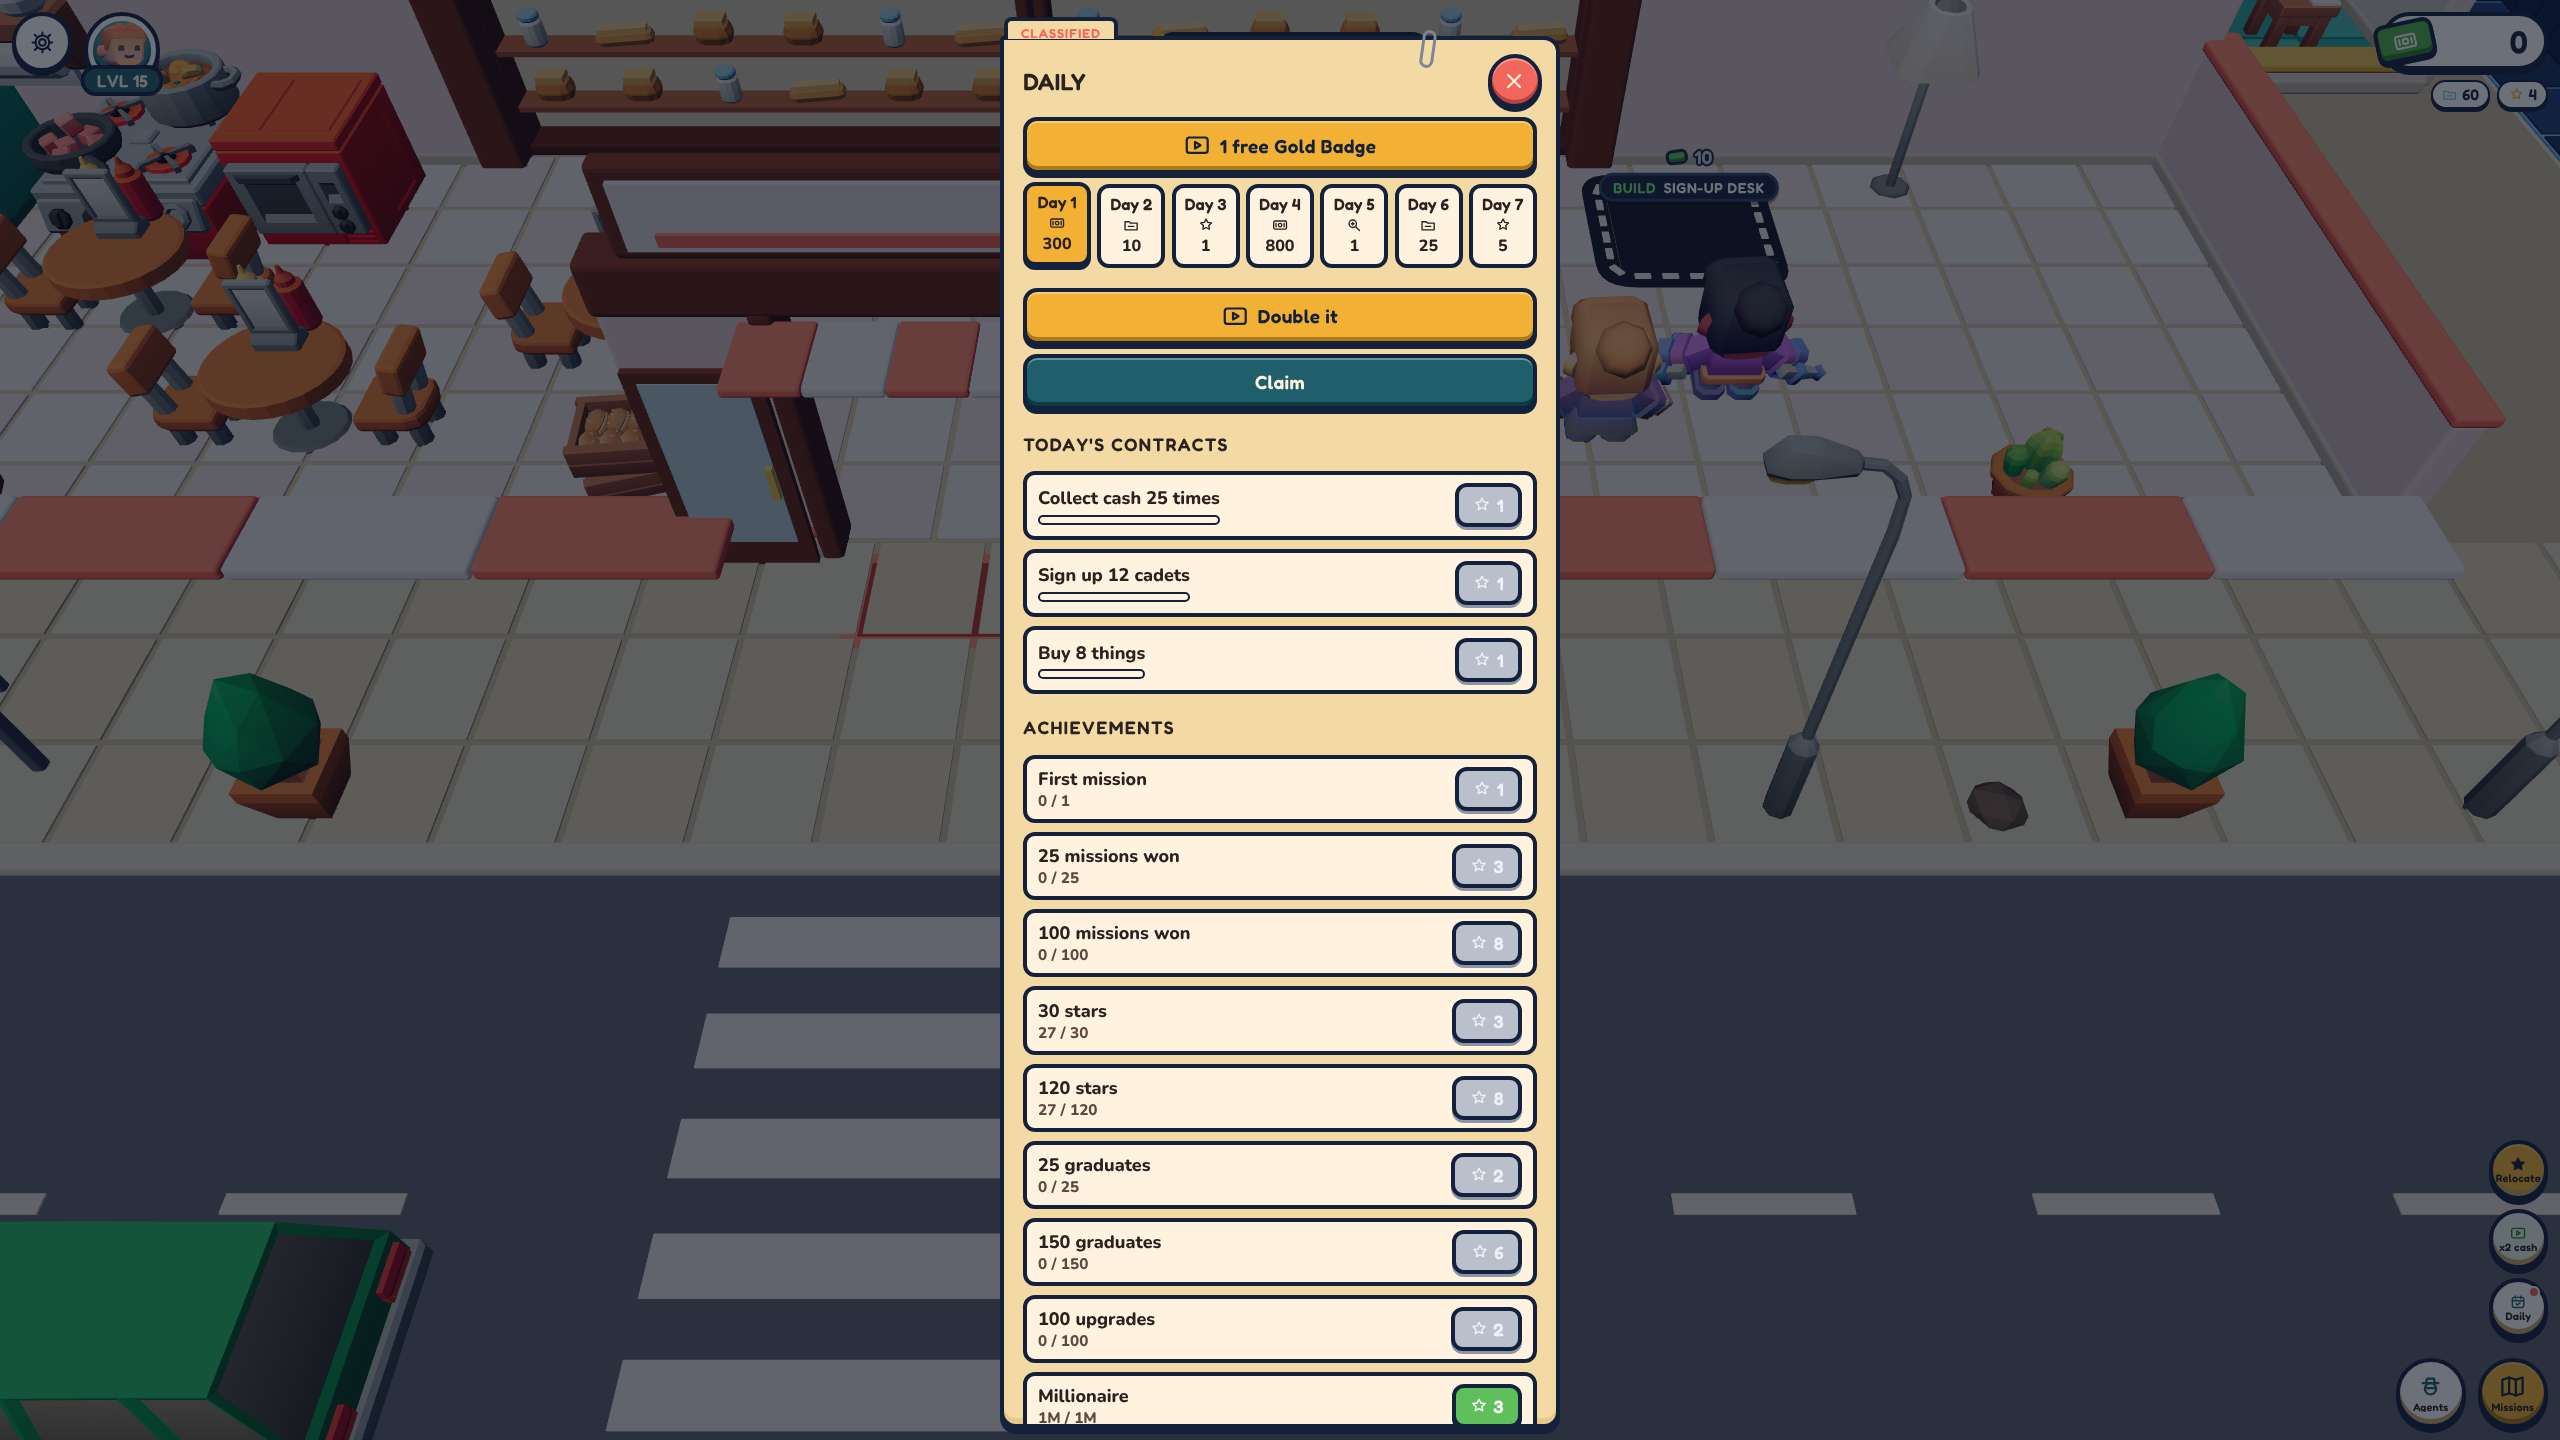 CLASSIFIED
LVL 15
0
60
4
DAILY
1 free Gold Badge
Day 1
300
Day 2
10
Day 3
1
Day 4
800
Day 5
1
Day 6
25
Day 7
5
10
BUILD SIGN-UP DESK
Double it
Claim
TODAY'S CONTRACTS
Collect cash 25 times
1
Sign up 12 cadets
1
Buy 8 things
1
ACHIEVEMENTS
First mission
0 / 1
1
25 missions won
0 / 25
3
100 missions won
0 / 100
8
30 stars
27 / 30
3
120 stars
27 / 120
8
25 graduates
0 / 25
2
150 graduates
0 / 150
6
100 upgrades
0 / 100
2
Millionaire
1M / 1M
3
Relocate
x2 cash
Daily
Agents
Missions